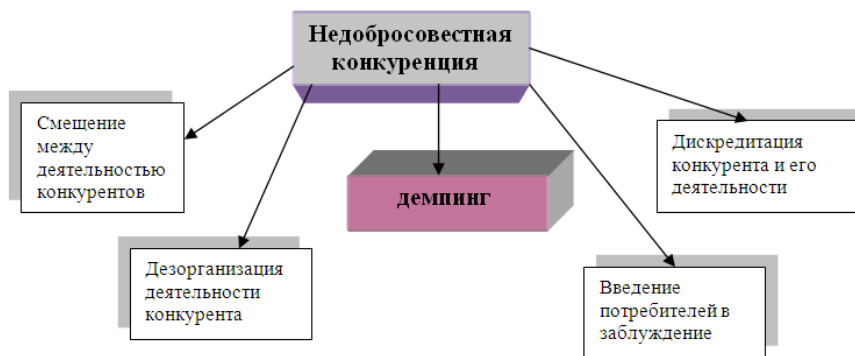 Недобросовестная
конкуренция
Смещение
между
деятельностью
конкурентов
Дискредитация
конкурента и его
деятельности
демпинг
Дезорганизация
деятельности
конкурента
Введение
потребителей в
заблуждение